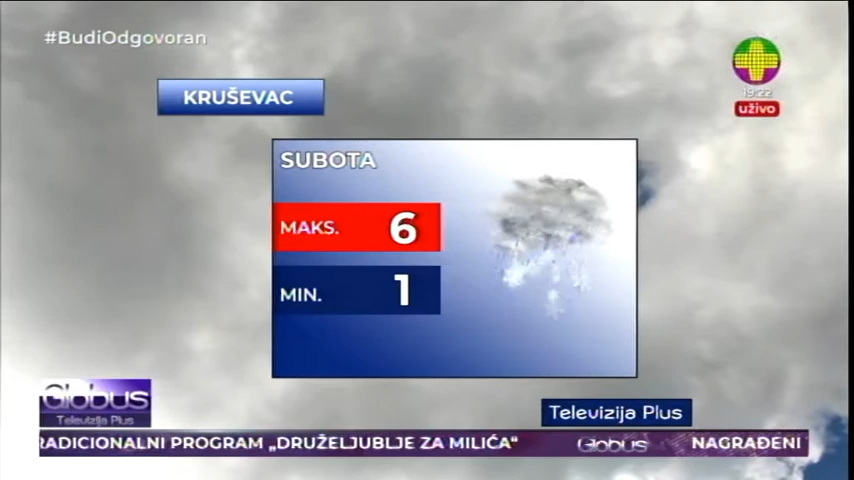 #BudiOdgovoran
19:22
uživo
KRUŠEVAC
SUBOTA
MAKS. 6
MIN. 1
Globus
Televizija Plus
Televizija Plus
RADICIONALNI PROGRAM „DRUŽELJUBLJE ZA MILIĆA“ Globus NAGRAĐENI